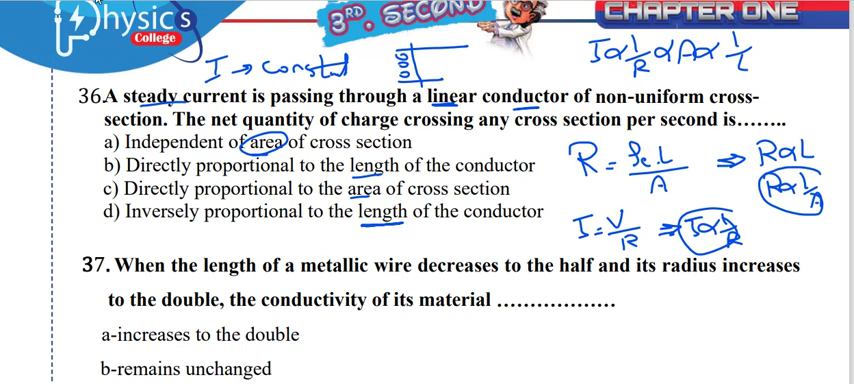 Physics
College
3RD. SECOND
CHAPTER ONE
I → constant
I α 1/R α A α 1/L
36.A steady current is passing through a linear conductor of non-uniform cross-
section. The net quantity of charge crossing any cross section per second is……..
a) Independent of area of cross section
b) Directly proportional to the length of the conductor
c) Directly proportional to the area of cross section
d) Inversely proportional to the length of the conductor
R = ρe.L/A ⇒ R α L
R α 1/A
I = V/R ⇒ I α 1/R
37. When the length of a metallic wire decreases to the half and its radius increases
to the double, the conductivity of its material ………………
a-increases to the double
b-remains unchanged